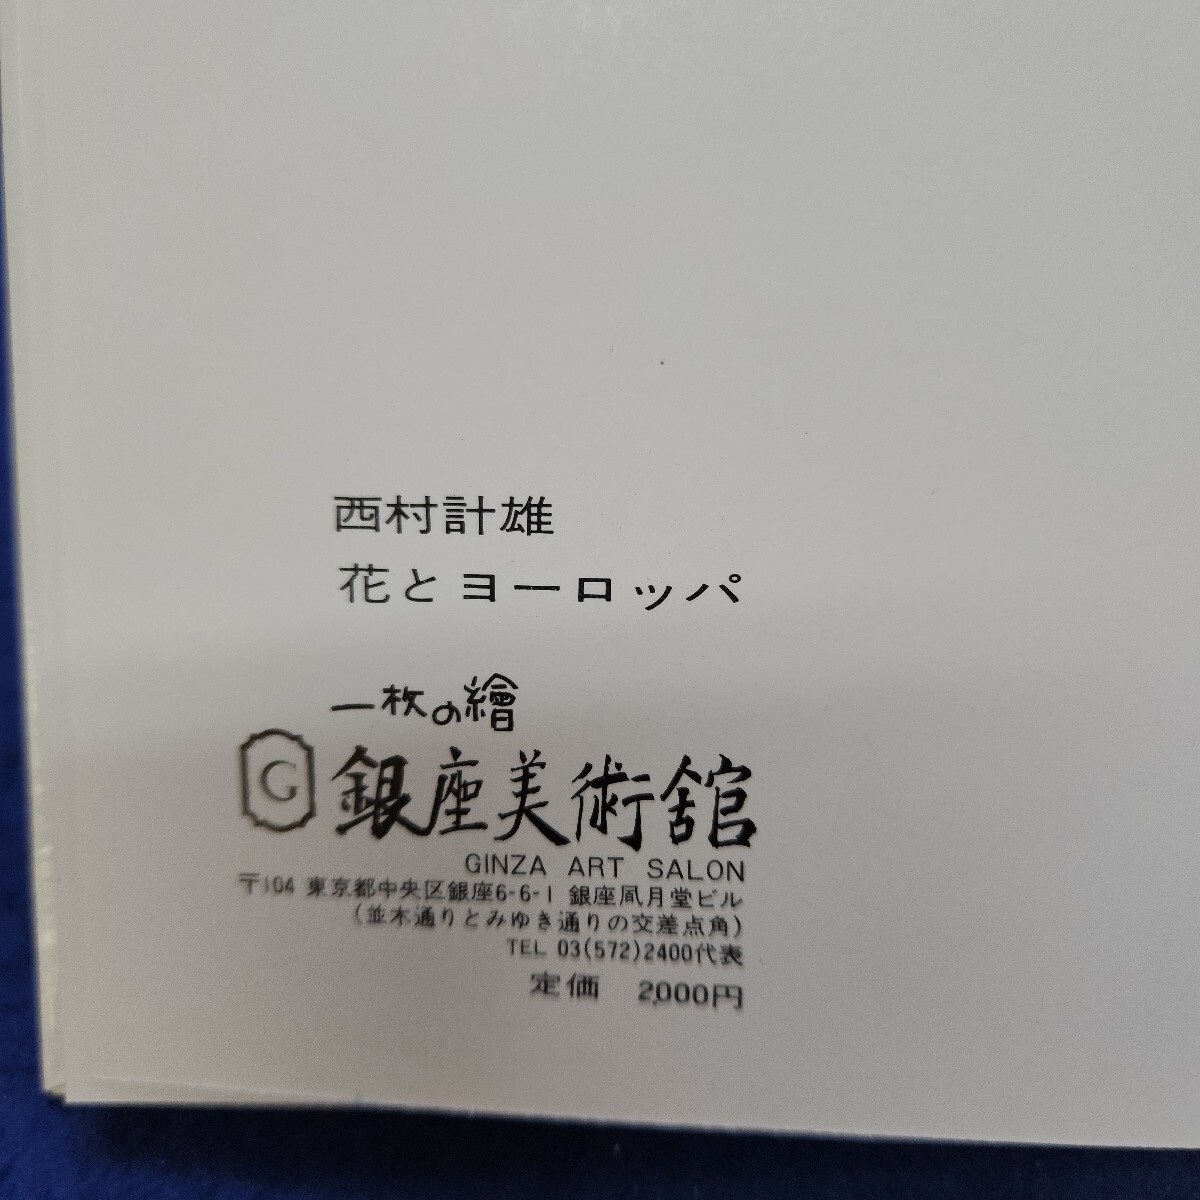 西村計雄
花とヨーロッパ
一枚の繪
G 銀座美術舘
GINZA ART SALON
〒104 東京都中央区銀座6-6-1 銀座凮月堂ビル
(並木通りとみゆき通りの交差点角)
TEL 03(572)2400代表
定価 2,000円